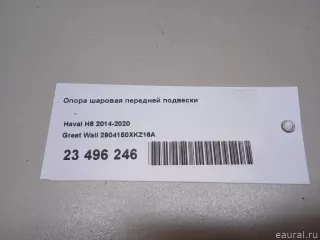 Опора шаровая передней подвески
Haval H6 2014-2020
Great Wall 2904150XKZ16A
23 496 246
© eaural.ru